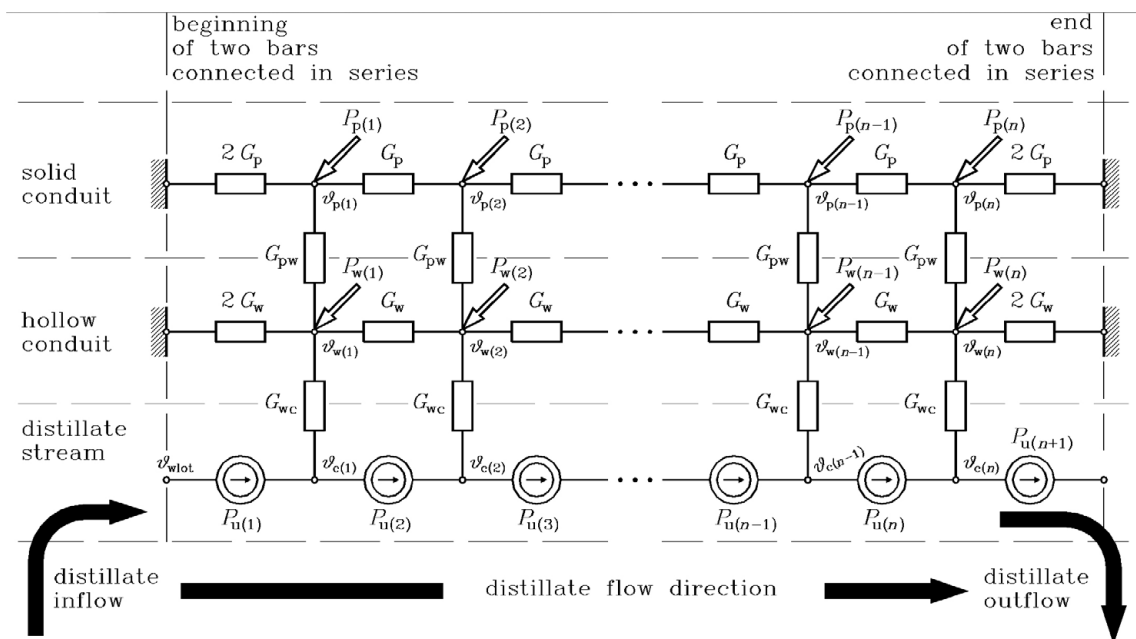 beginning
of two bars
connected in series
end
of two bars
connected in series
solid
conduit
P_p(1) P_p(2) P_p(n−1) P_p(n)
2 G_p G_p G_p G_p G_p 2 G_p
ϑ_p(1) ϑ_p(2) ϑ_p(n−1) ϑ_p(n)
• • •
G_pw G_pw G_pw G_pw
hollow
conduit
P_w(1) P_w(2) P_w(n−1) P_w(n)
2 G_w G_w G_w G_w G_w 2 G_w
ϑ_w(1) ϑ_w(2) ϑ_w(n−1) ϑ_w(n)
• • •
G_wc G_wc G_wc G_wc
distillate
stream
ϑ_wlot ϑ_c(1) ϑ_c(2) ϑ_c(n−1) ϑ_c(n) P_u(n+1)
• • •
P_u(1) P_u(2) P_u(3) P_u(n−1) P_u(n)
distillate
inflow
distillate flow direction
distillate
outflow